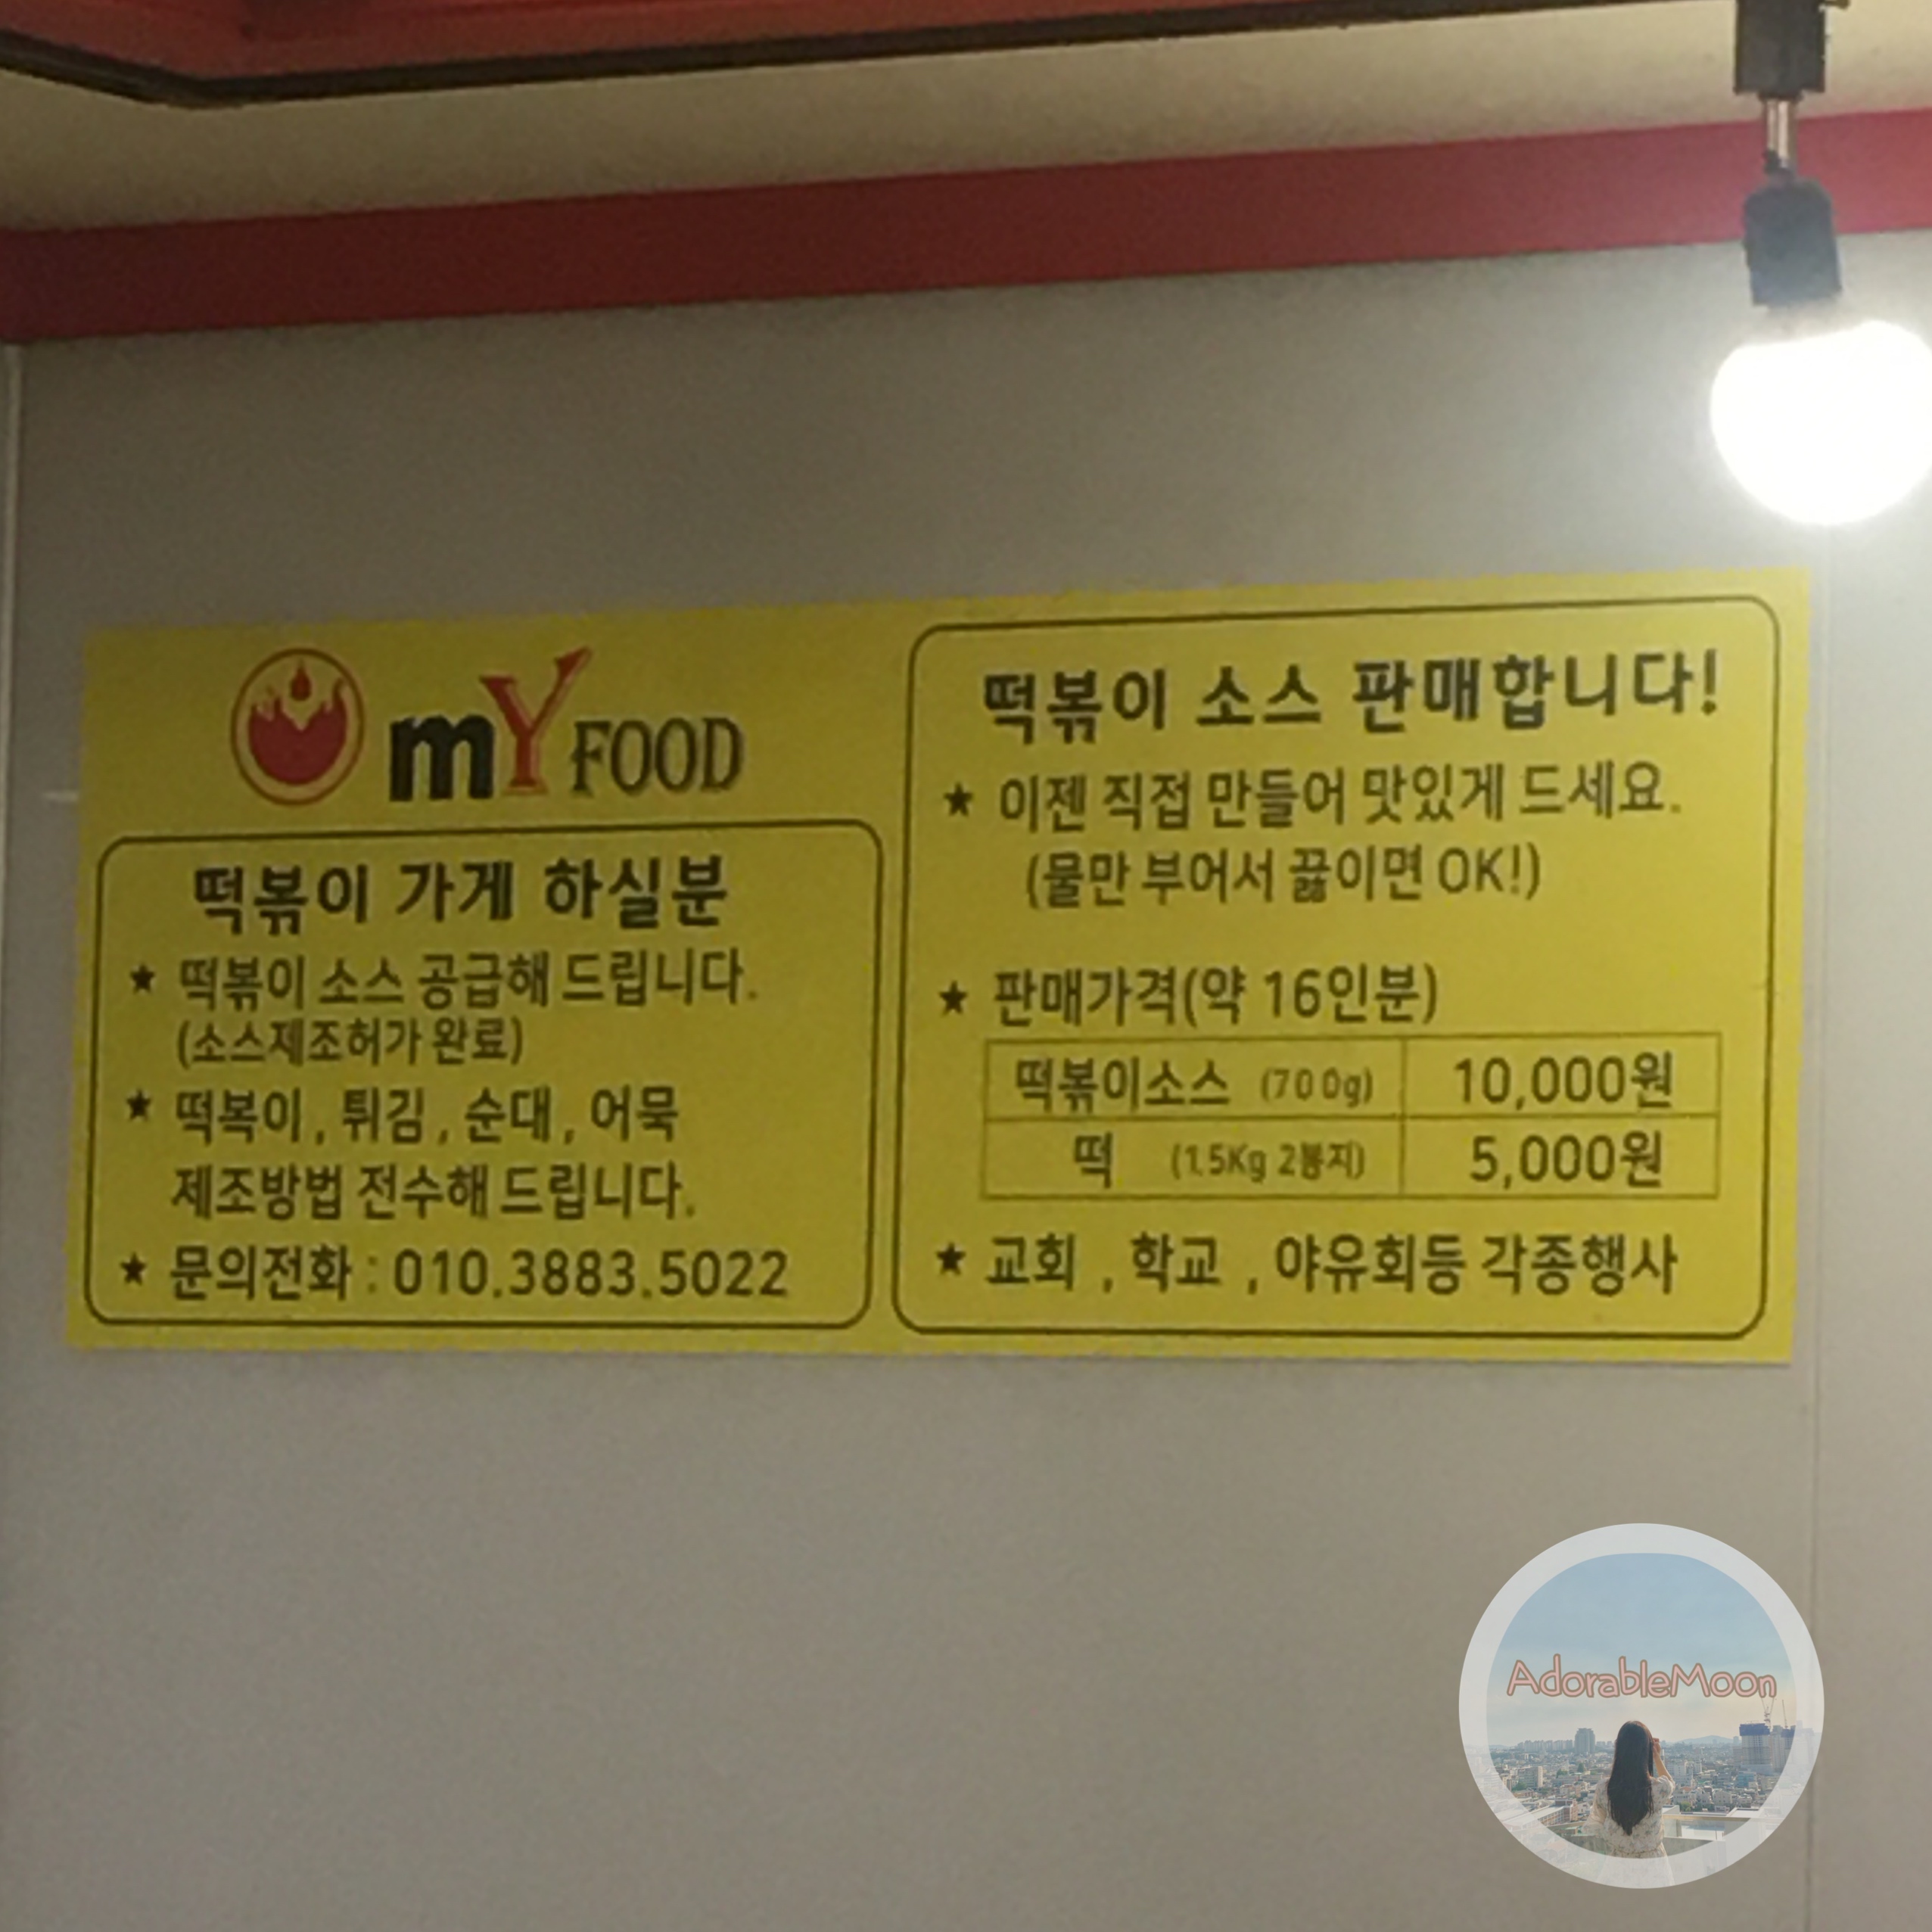 mY FOOD
떡볶이 가게 하실분
★ 떡볶이 소스 공급해 드립니다.
(소스제조허가 완료)
★ 떡복이, 튀김, 순대, 어묵
제조방법 전수해 드립니다.
★ 문의전화 : 010.3883.5022
떡볶이 소스 판매합니다!
★ 이젠 직접 만들어 맛있게 드세요.
(물만 부어서 끓이면 OK!)
★ 판매가격(약 16인분)
떡볶이소스 (700g) 10,000원
떡 (1.5Kg 2봉지) 5,000원
★ 교회, 학교, 야유회등 각종행사
AdorableMoon